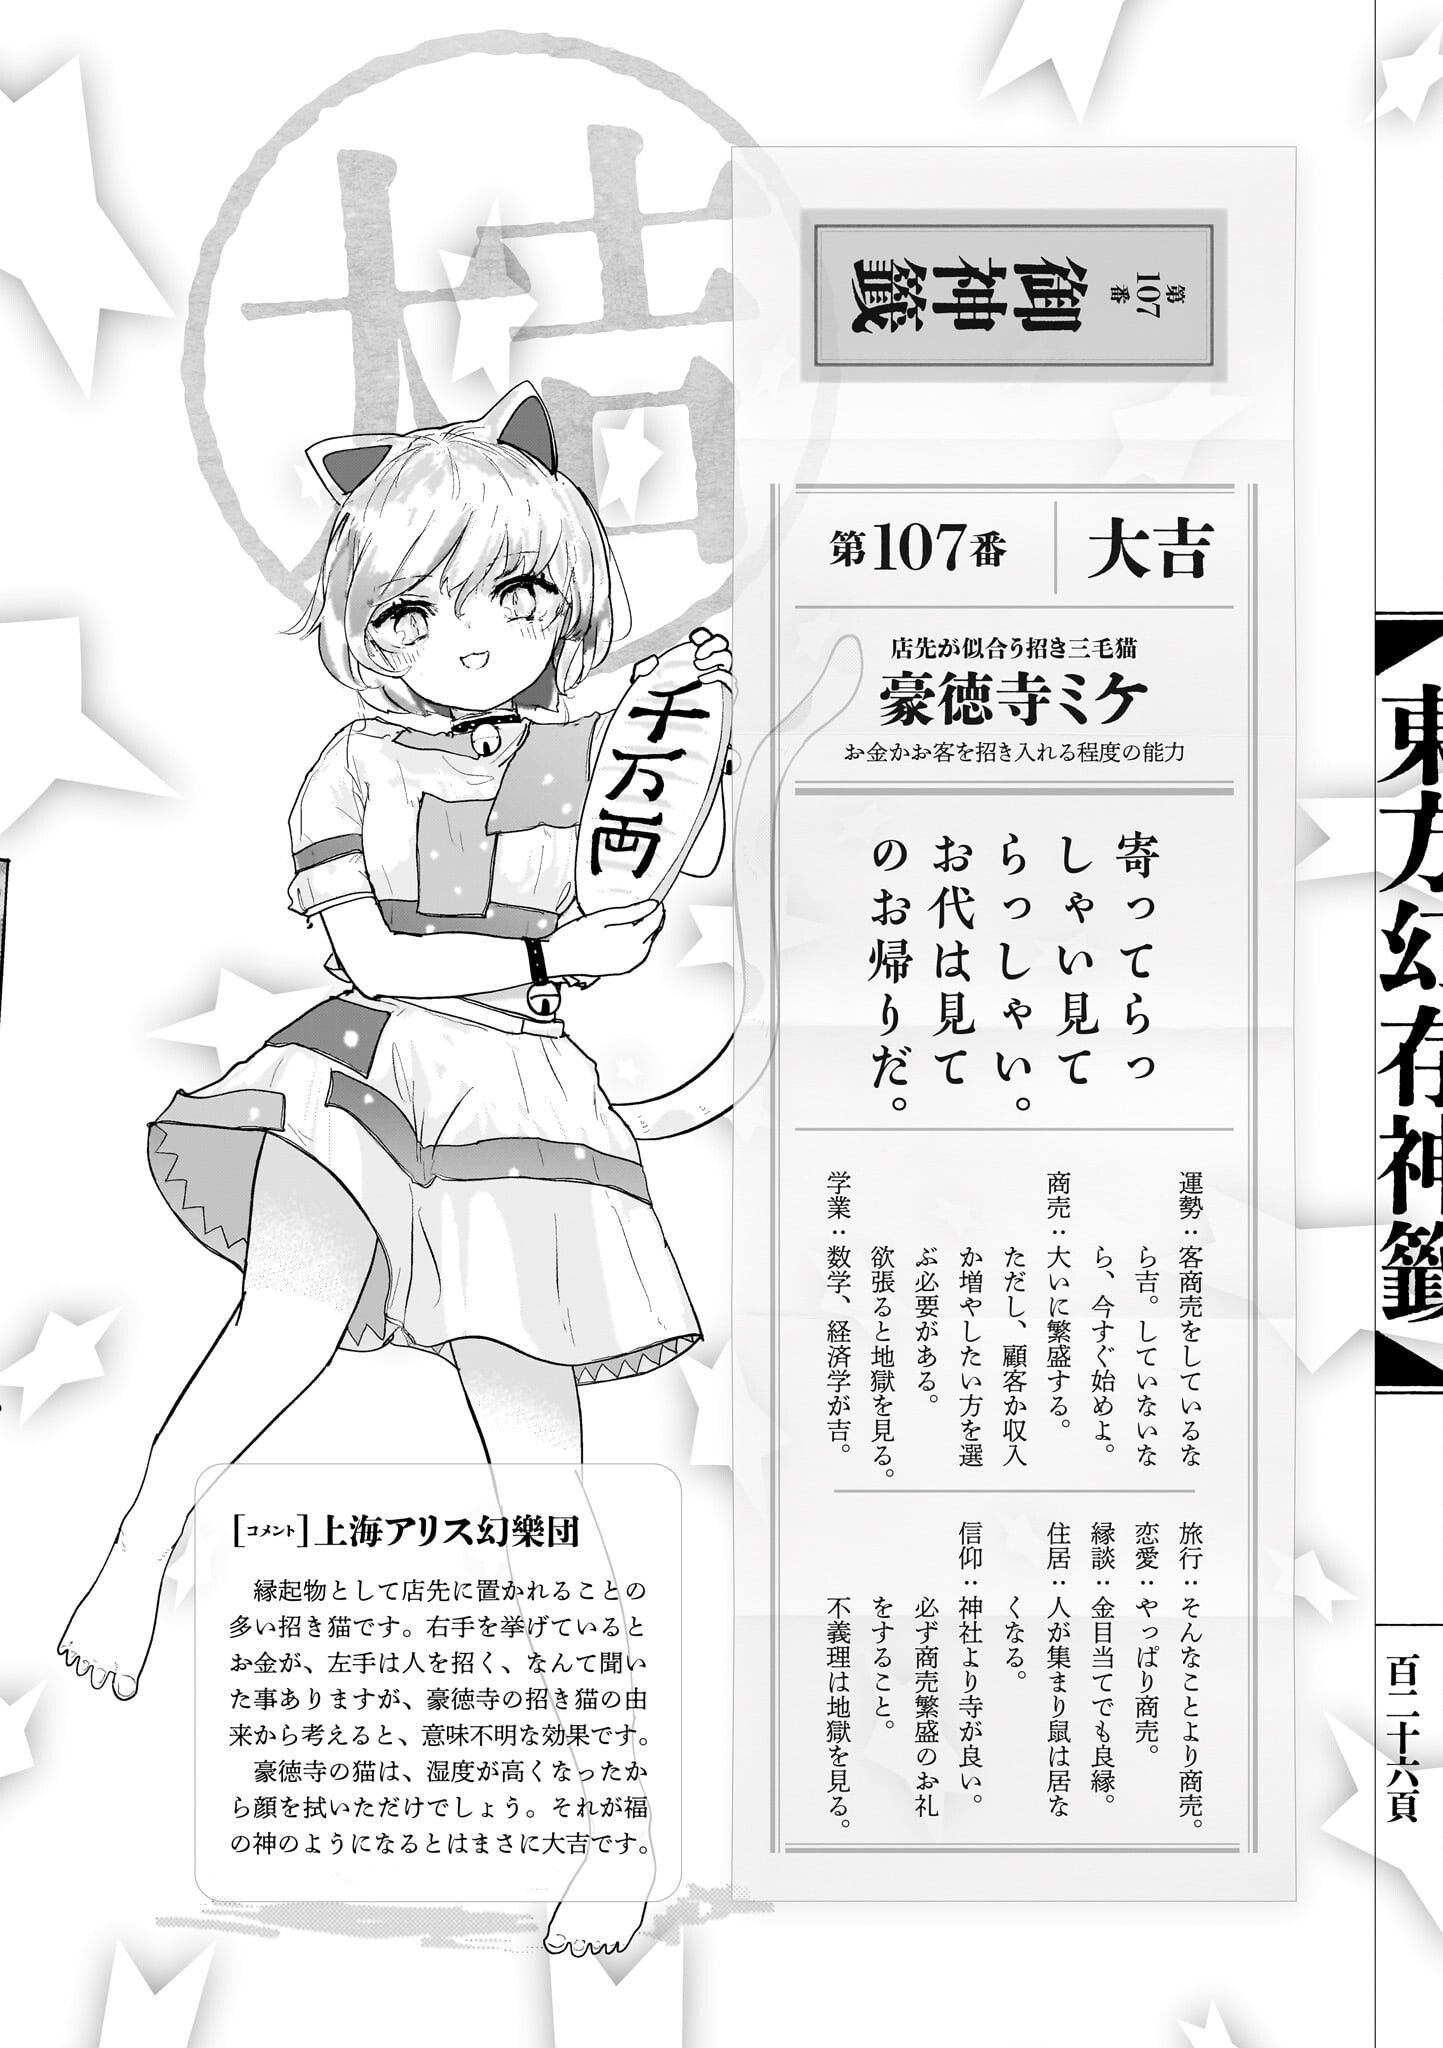 大吉
第107番
御神籤
大吉
第107番
店先が似合う招き三毛猫
豪徳寺ミケ
お金かお客を招き入れる程度の能力
寄ってらっ
しゃい見て
らっしゃい。
お代は見て
のお帰りだ。
運勢：客商売をしているな
ら吉。していないな
ら、今すぐ始めよ。
商売：大いに繁盛する。
ただし、顧客か収入
か増やしたい方を選
ぶ必要がある。
欲張ると地獄を見る。
学業：数学、経済学が吉。
旅行：そんなことより商売。
恋愛：やっぱり商売。
縁談：金目当てでも良縁。
住居：人が集まり鼠は居な
くなる。
信仰：神社より寺が良い。
必ず商売繁盛のお礼
をすること。
不義理は地獄を見る。
千万両
［コメント］上海アリス幻樂団
縁起物として店先に置かれることの
多い招き猫です。右手を挙げていると
お金が、左手は人を招く、なんて聞い
た事ありますが、豪徳寺の招き猫の由
来から考えると、意味不明な効果です。
豪徳寺の猫は、湿度が高くなったか
ら顔を拭いただけでしょう。それが福
の神のようになるとはまさに大吉です。
東方幻存神籤
百二十六頁